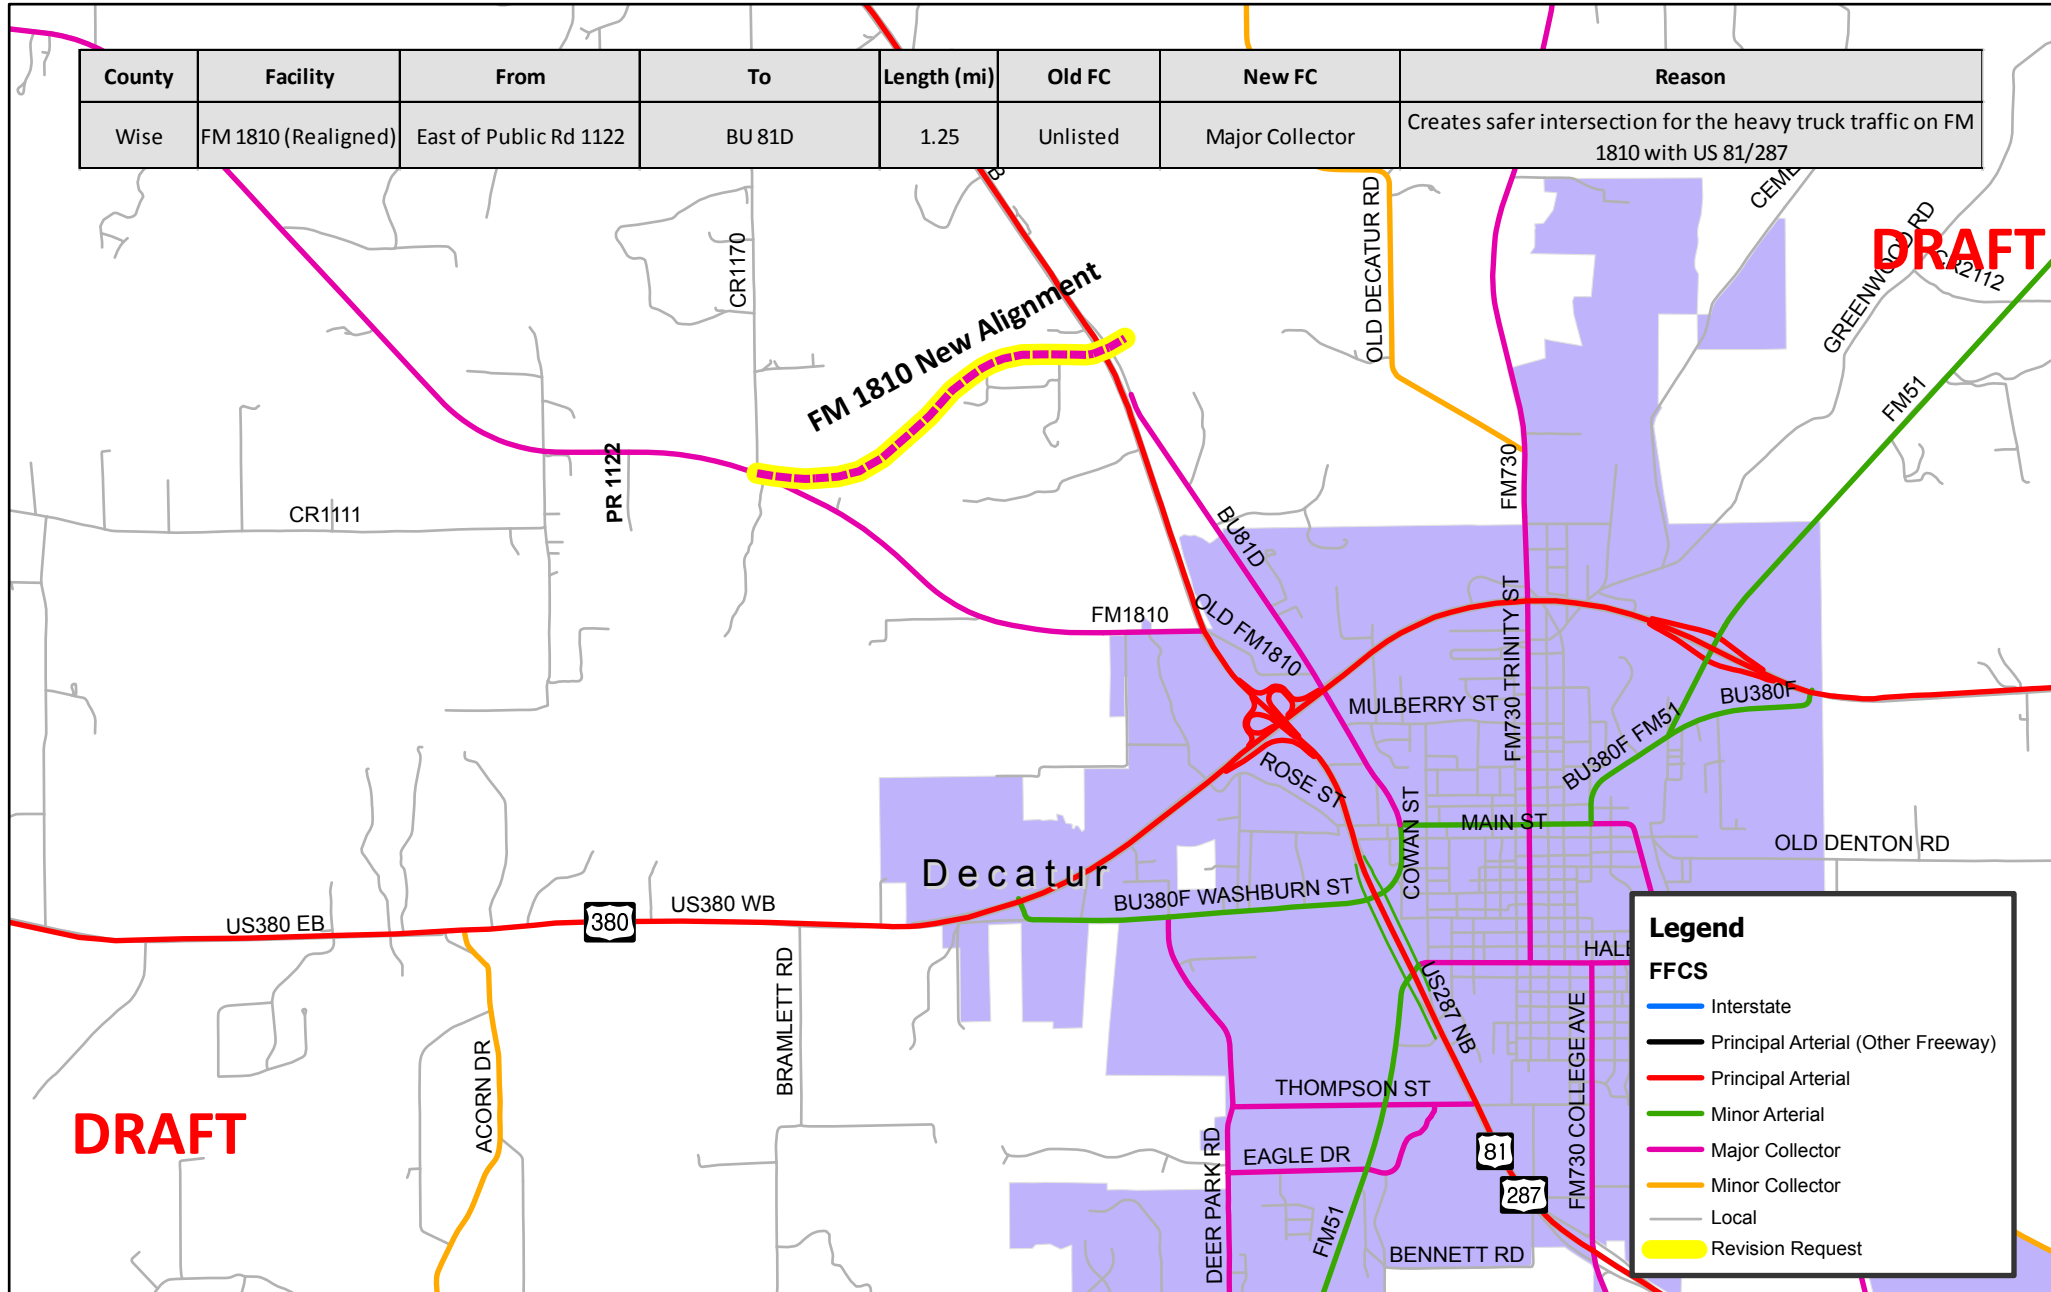 County Facility From To Length (mi) Old FC New FC Reason
Wise FM 1810 (Realigned) East of Public Rd 1122 BU 81D 1.25 Unlisted Major Collector Creates safer intersection for the heavy truck traffic on FM
1810 with US 81/287
B
OLD DECATUR RD
GREENWOOD RD
DRAFT
CR2112
CR1170
FM 1810 New Alignment
FM51
FM730
PR 1122
CR1111
BU81D
FM1810
OLD FM1810
FM730 TRINITY ST
MULBERRY ST
BU380F
BU380F FM51
ROSE ST
COWAN ST
MAIN ST
OLD DENTON RD
Decatur
BU380F WASHBURN ST
US380 EB
380
US380 WB
BRAMLETT RD
US287 NB
ACORN DR
THOMPSON ST
FM730 COLLEGE AVE
DRAFT
EAGLE DR
DEER PARK RD
81
287
FM51
BENNETT RD
Legend
FFCS
Interstate
Principal Arterial (Other Freeway)
Principal Arterial
Minor Arterial
Major Collector
Minor Collector
Local
Revision Request